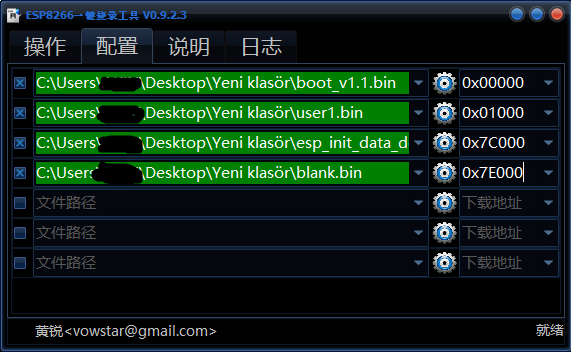 ESP8266一键烧录工具 V0.9.2.3
操作 配置 说明 日志
C:\Users\ \Desktop\Yeni klasör\boot_v1.1.bin 0x00000
C:\Users\ \Desktop\Yeni klasör\user1.bin 0x01000
C:\Users\ \Desktop\Yeni klasör\esp_init_data_d 0x7C000
C:\Users\ \Desktop\Yeni klasör\blank.bin 0x7E000
文件路径 下载地址
文件路径 下载地址
文件路径 下载地址
黄锐<vowstar@gmail.com> 就绪